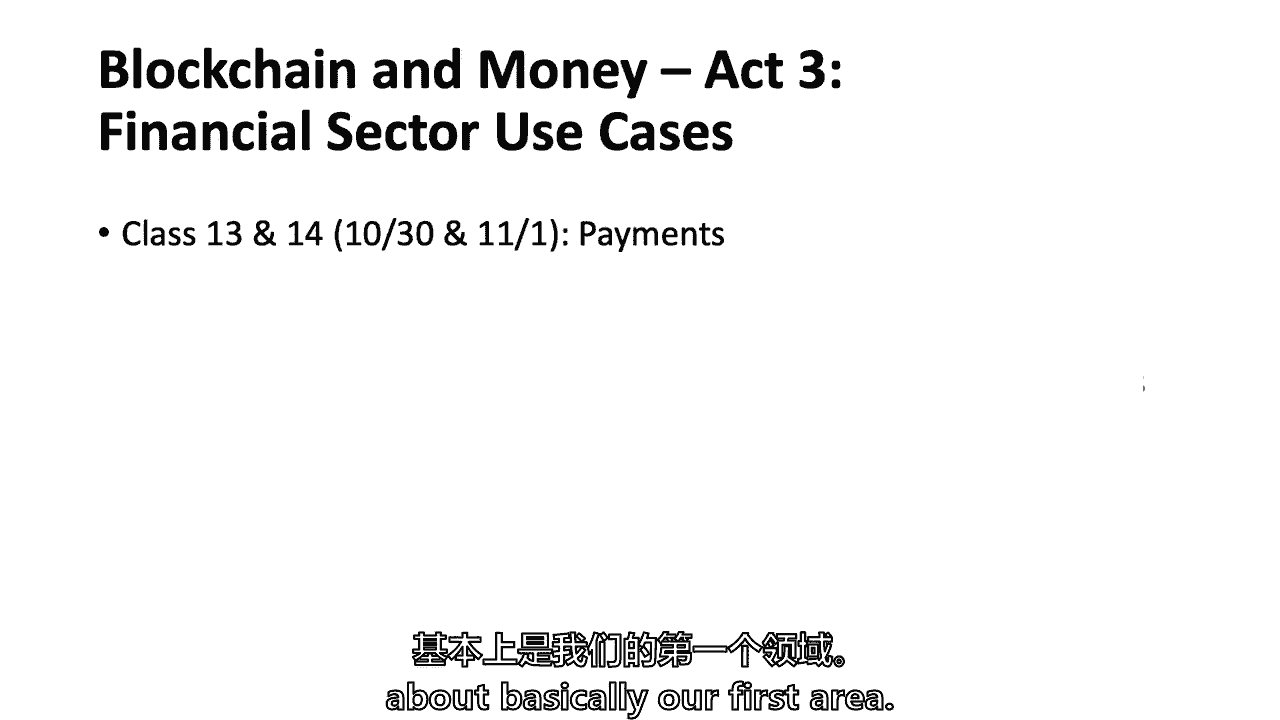 Blockchain and Money – Act 3:
Financial Sector Use Cases
• Class 13 & 14 (10/30 & 11/1): Payments
基本上是我们的第一个领域。
about basically our first area.